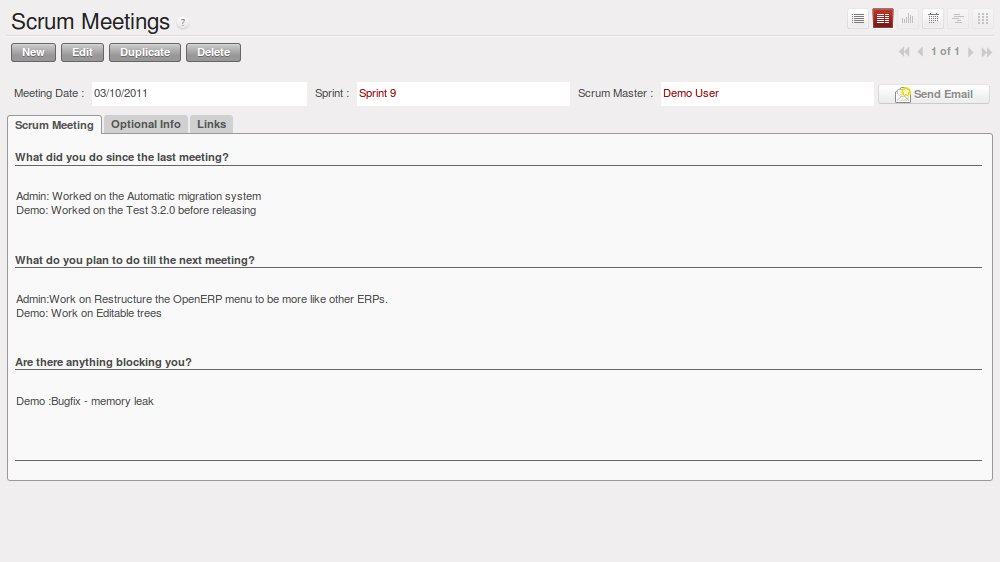 Scrum Meetings ?
New Edit Duplicate Delete
1 of 1
Meeting Date : 03/10/2011 Sprint : Sprint 9 Scrum Master : Demo User Send Email
Scrum Meeting Optional Info Links
What did you do since the last meeting?
Admin: Worked on the Automatic migration system
Demo: Worked on the Test 3.2.0 before releasing
What do you plan to do till the next meeting?
Admin:Work on Restructure the OpenERP menu to be more like other ERPs.
Demo: Work on Editable trees
Are there anything blocking you?
Demo :Bugfix - memory leak